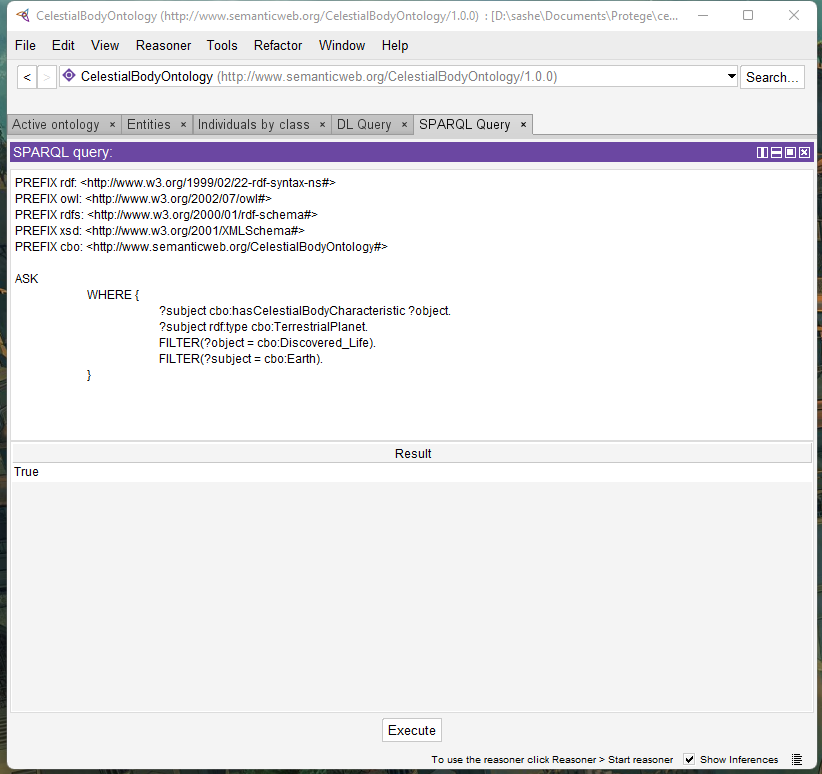 CelestialBodyOntology (http://www.semanticweb.org/CelestialBodyOntology/1.0.0) : [D:\sashe\Documents\Protege\ce...
File Edit View Reasoner Tools Refactor Window Help
< > CelestialBodyOntology (http://www.semanticweb.org/CelestialBodyOntology/1.0.0) Search...
Active ontology × Entities × Individuals by class × DL Query × SPARQL Query ×
SPARQL query:
PREFIX rdf: <http://www.w3.org/1999/02/22-rdf-syntax-ns#>
PREFIX owl: <http://www.w3.org/2002/07/owl#>
PREFIX rdfs: <http://www.w3.org/2000/01/rdf-schema#>
PREFIX xsd: <http://www.w3.org/2001/XMLSchema#>
PREFIX cbo: <http://www.semanticweb.org/CelestialBodyOntology#>
ASK
WHERE {
?subject cbo:hasCelestialBodyCharacteristic ?object.
?subject rdf:type cbo:TerrestrialPlanet.
FILTER(?object = cbo:Discovered_Life).
FILTER(?subject = cbo:Earth).
}
Result
True
Execute
To use the reasoner click Reasoner > Start reasoner Show Inferences